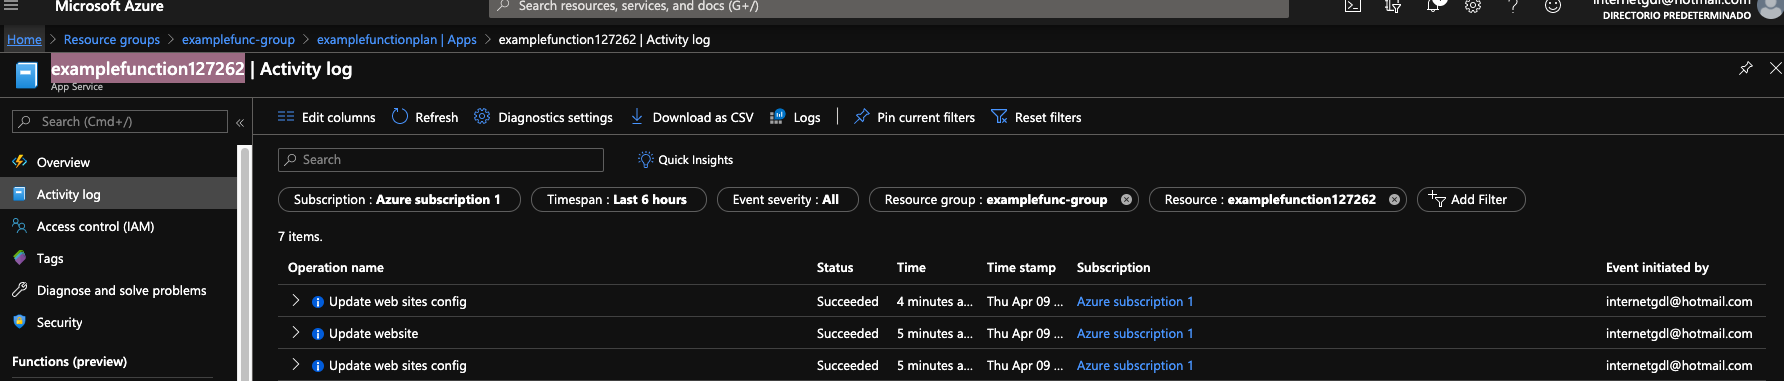 Microsoft Azure
Search resources, services, and docs (G+/)
internetgdl@hotmail.com
DIRECTORIO PREDETERMINADO
Home > Resource groups > examplefunc-group > examplefunctionplan | Apps > examplefunction127262 | Activity log
examplefunction127262 | Activity log
App Service
Search (Cmd+/)
«
Edit columns Refresh Diagnostics settings Download as CSV Logs Pin current filters Reset filters
Overview
Activity log
Access control (IAM)
Tags
Diagnose and solve problems
Security
Functions (preview)
Search Quick Insights
Subscription : Azure subscription 1 Timespan : Last 6 hours Event severity : All Resource group : examplefunc-group Resource : examplefunction127262 Add Filter
7 items.
Operation name Status Time Time stamp Subscription Event initiated by
Update web sites config Succeeded 4 minutes a... Thu Apr 09 ... Azure subscription 1 internetgdl@hotmail.com
Update website Succeeded 5 minutes a... Thu Apr 09 ... Azure subscription 1 internetgdl@hotmail.com
Update web sites config Succeeded 5 minutes a... Thu Apr 09 ... Azure subscription 1 internetgdl@hotmail.com